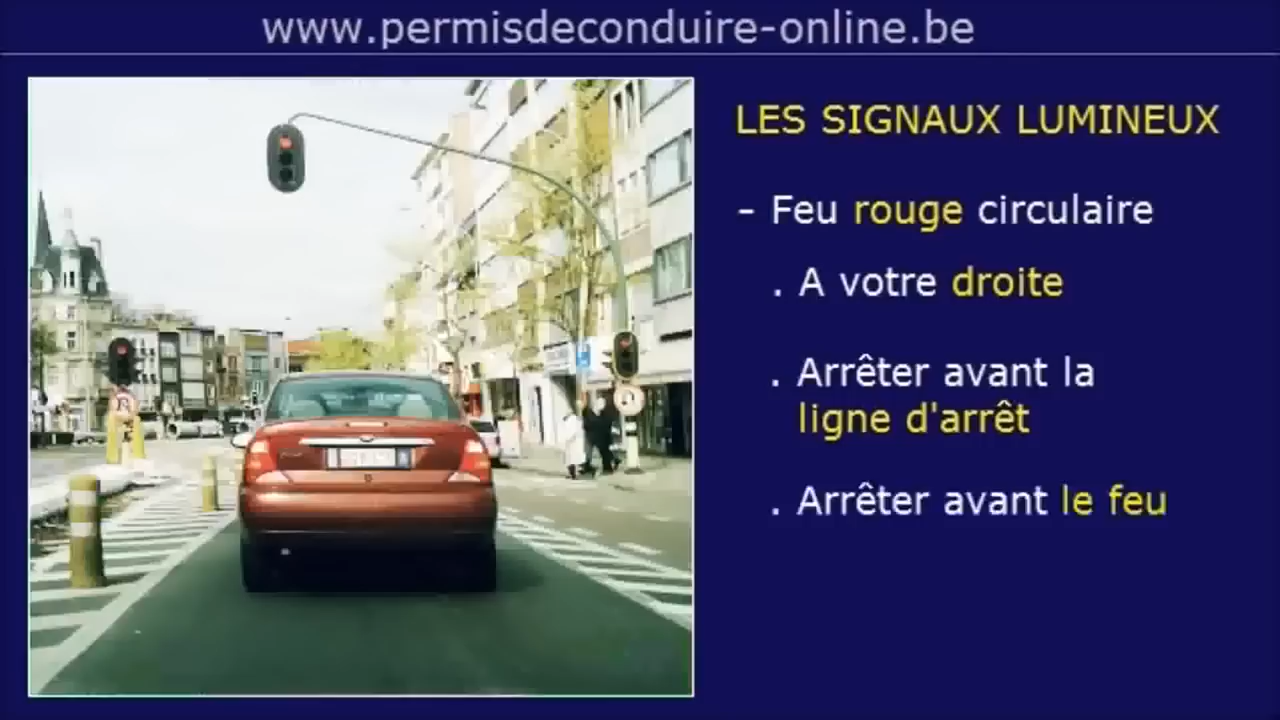 www.permisdeconduire-online.be
LES SIGNAUX LUMINEUX
- Feu rouge circulaire
. A votre droite
. Arrêter avant la
ligne d'arrêt
. Arrêter avant le feu